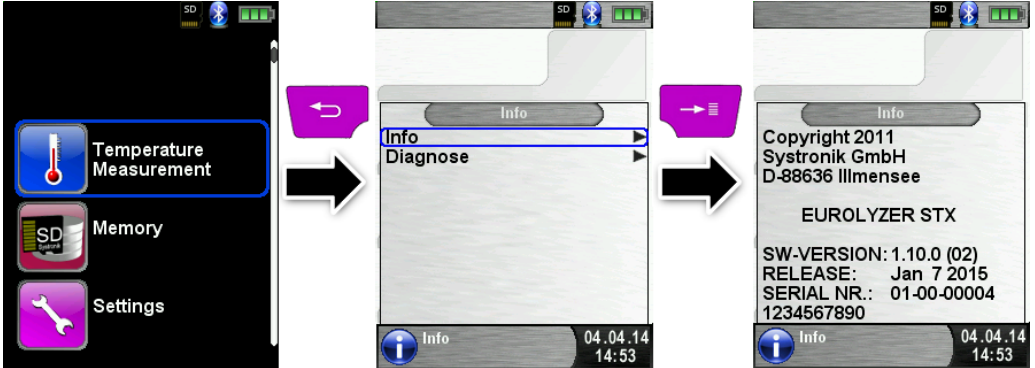 SD
Temperature
Measurement
SD
Systronik
Memory
Settings
SD
Info
Info
Diagnose
Info
04.04.14
14:53
SD
Info
Copyright 2011
Systronik GmbH
D-88636 Illmensee
EUROLYZER STX
SW-VERSION: 1.10.0 (02)
RELEASE: Jan 7 2015
SERIAL NR.: 01-00-00004
1234567890
Info
04.04.14
14:53